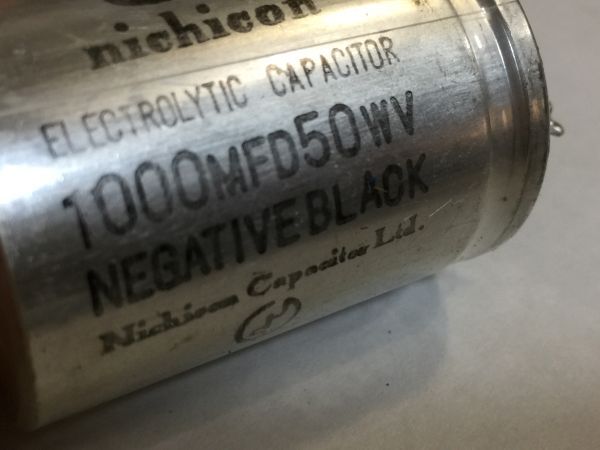 nichicon
ELECTROLYTIC CAPACITOR
1000MFD50WV
NEGATIVE BLACK
Nichicon Capacitor Ltd.